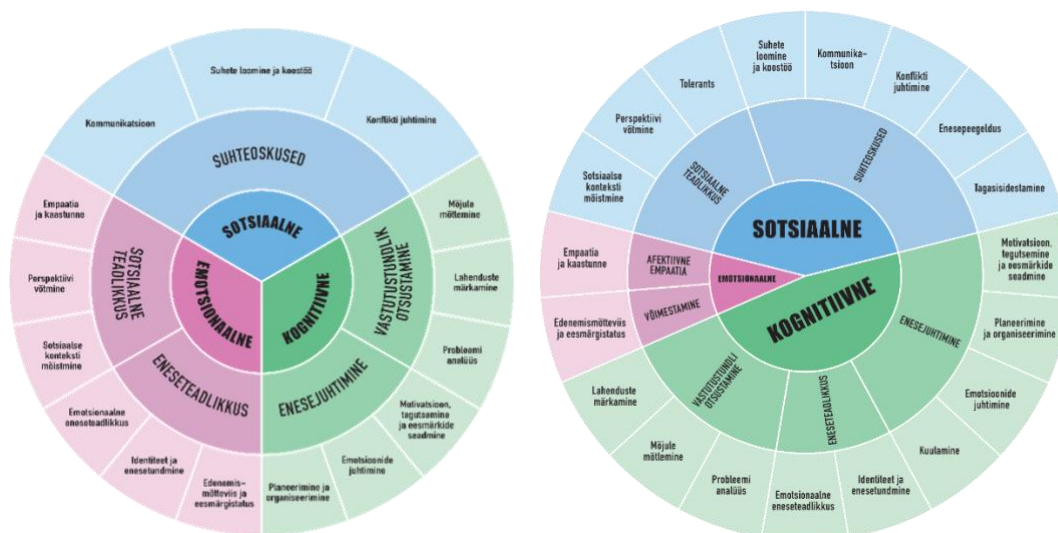 Suhete loomine ja koostöö
Kommunikatsioon
Konflikti juhtimine
SUHTEOSKUSED
SOTSIAALNE
EMOTSIONAALNE
KOGNITIIVNE
Empaatia
ja kaastunne
Perspektiivi
võtmine
Sotsiaalse
konteksti
mõistmine
SOTSIAALNE
TEADLIKKUS
ENESETEADLIKKUS
Emotsionaalne
eneseteadlikkus
Identiteet ja
enesetundmine
Edenemis-
mõtteviis ja
eesmärgistatus
VASTUTUSTUNDLIK
OTSUSTAMINE
ENESEJUHTIMINE
Mõjule
mõtlemine
Lahenduste
märkamine
Probleemi
analüüs
Motivatsioon,
tegutsemine
ja eesmärkide
seadmine
Emotsioonide
juhtimine
Planeerimine ja
organiseerimine
Suhete
loomine
ja koostöö
Kommunika-
tsioon
Konflikti
juhtimine
Enesepeegeldus
Tagasisidestamine
Tolerants
Perspektiivi
võtmine
Sotsiaalse
konteksti
mõistmine
SOTSIAALNE
TEADLIKKUS
SUHTEOSKUSED
SOTSIAALNE
EMOTSIONAALNE
KOGNITIIVNE
AFEKTIIVNE
EMPAATIA
VÕIMESTAMINE
Empaatia
ja kaastunne
Edenemismõtteviis
ja eesmärgistatus
Motivatsioon,
tegutsemine
ja eesmärkide
seadmine
Planeerimine ja
organiseerimine
Emotsioonide
juhtimine
Kuulamine
ENESEJUHTIMINE
ENESETEADLIKKUS
VASTUTUSTUNDLI
OTSUSTAMINE
Lahenduste
märkamine
Mõjule
mõtlemine
Probleemi
analüüs
Emotsionaalne
eneseteadlikkus
Identiteet ja
enesetundmine